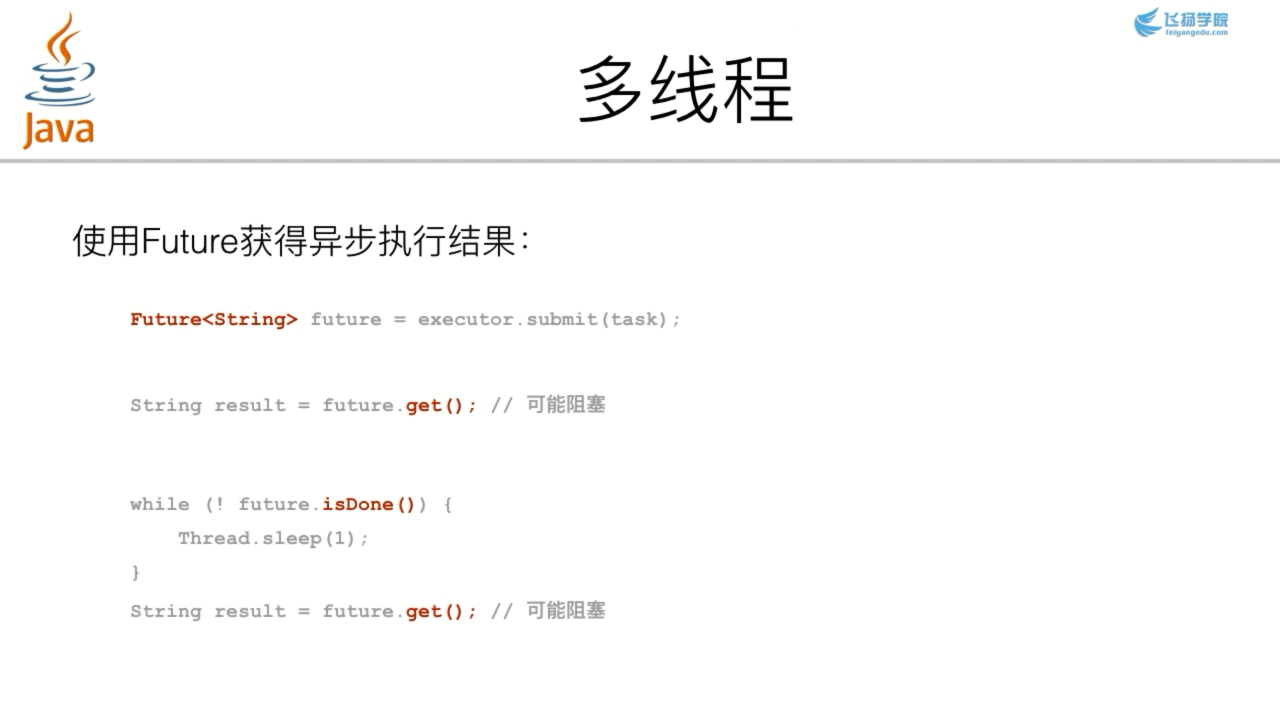 飞扬学院
feiyangedu.com
Java
多线程
使用Future获得异步执行结果：
Future<String> future = executor.submit(task);
String result = future.get(); // 可能阻塞
while (! future.isDone()) {
    Thread.sleep(1);
}
String result = future.get(); // 可能阻塞